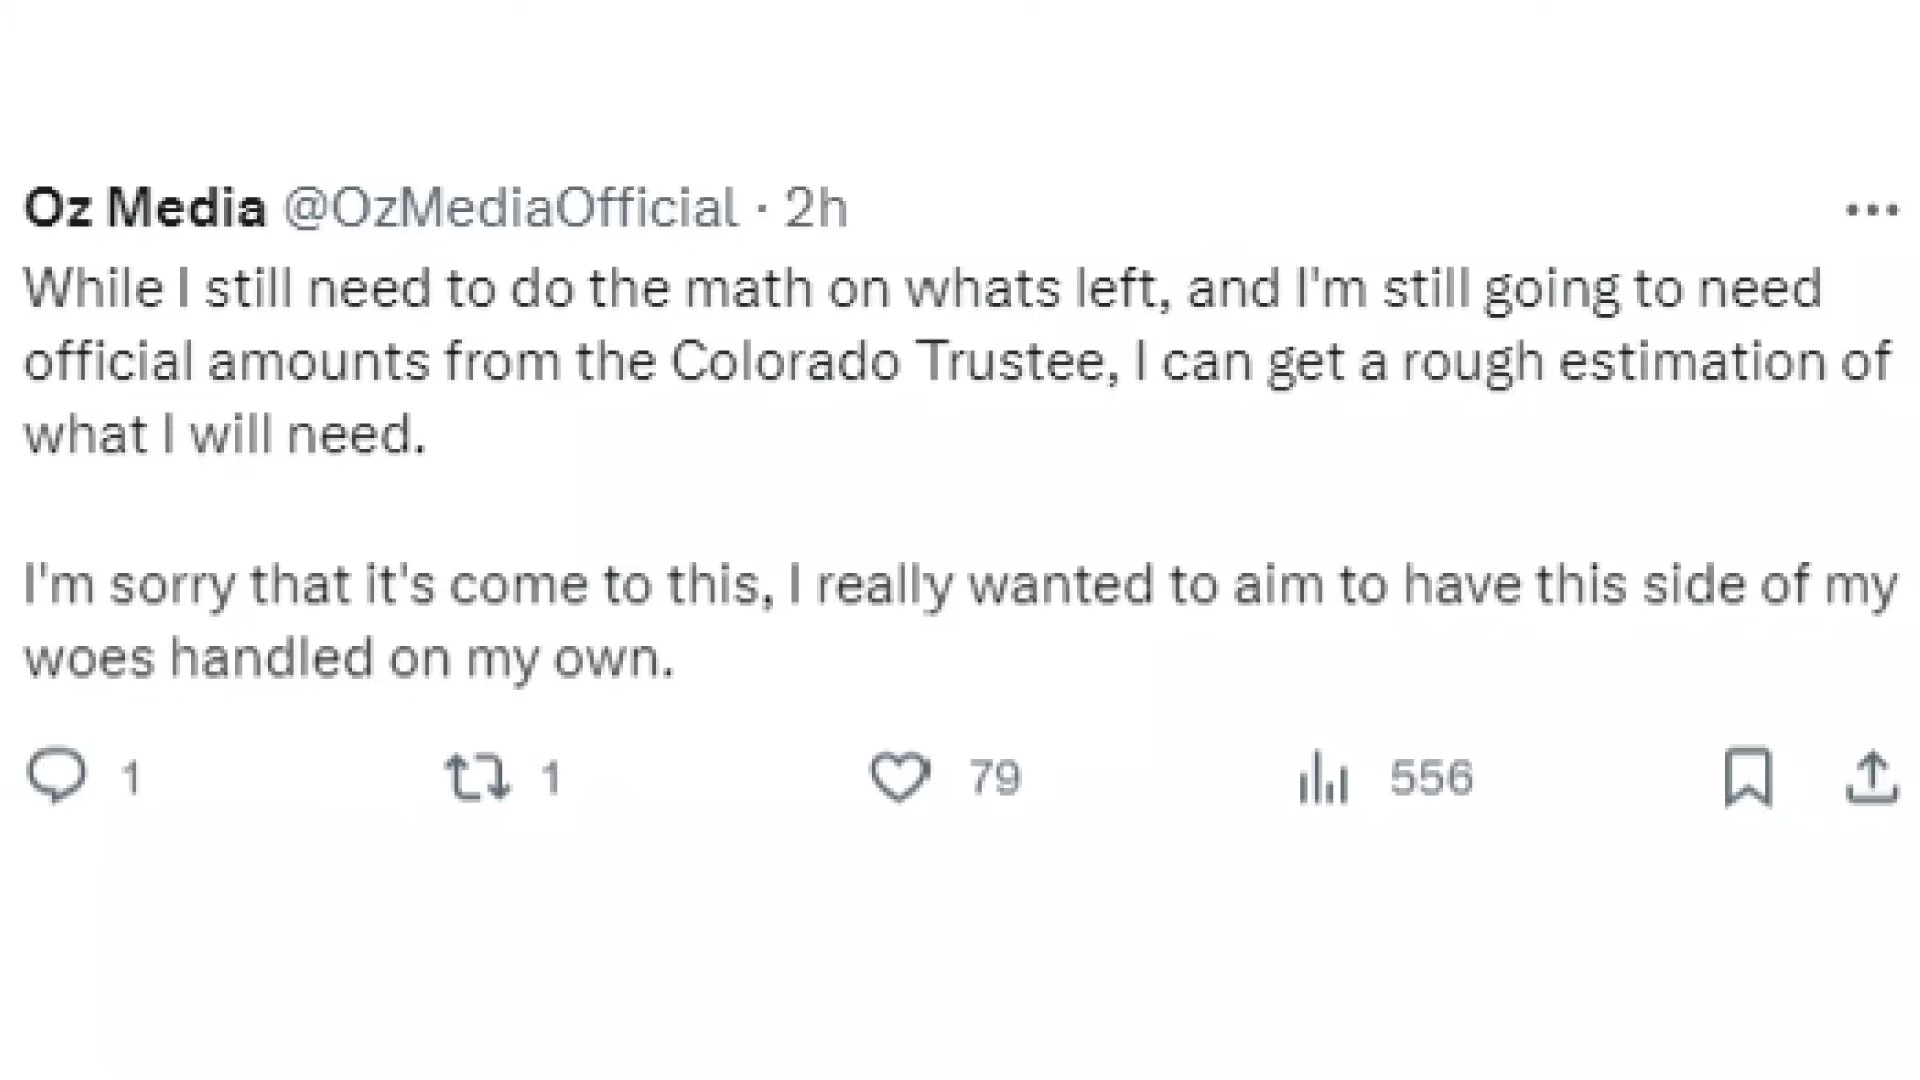 Oz Media @OzMediaOfficial · 2h
While I still need to do the math on whats left, and I'm still going to need
official amounts from the Colorado Trustee, I can get a rough estimation of
what I will need.
I'm sorry that it's come to this, I really wanted to aim to have this side of my
woes handled on my own.
1 1 79 556